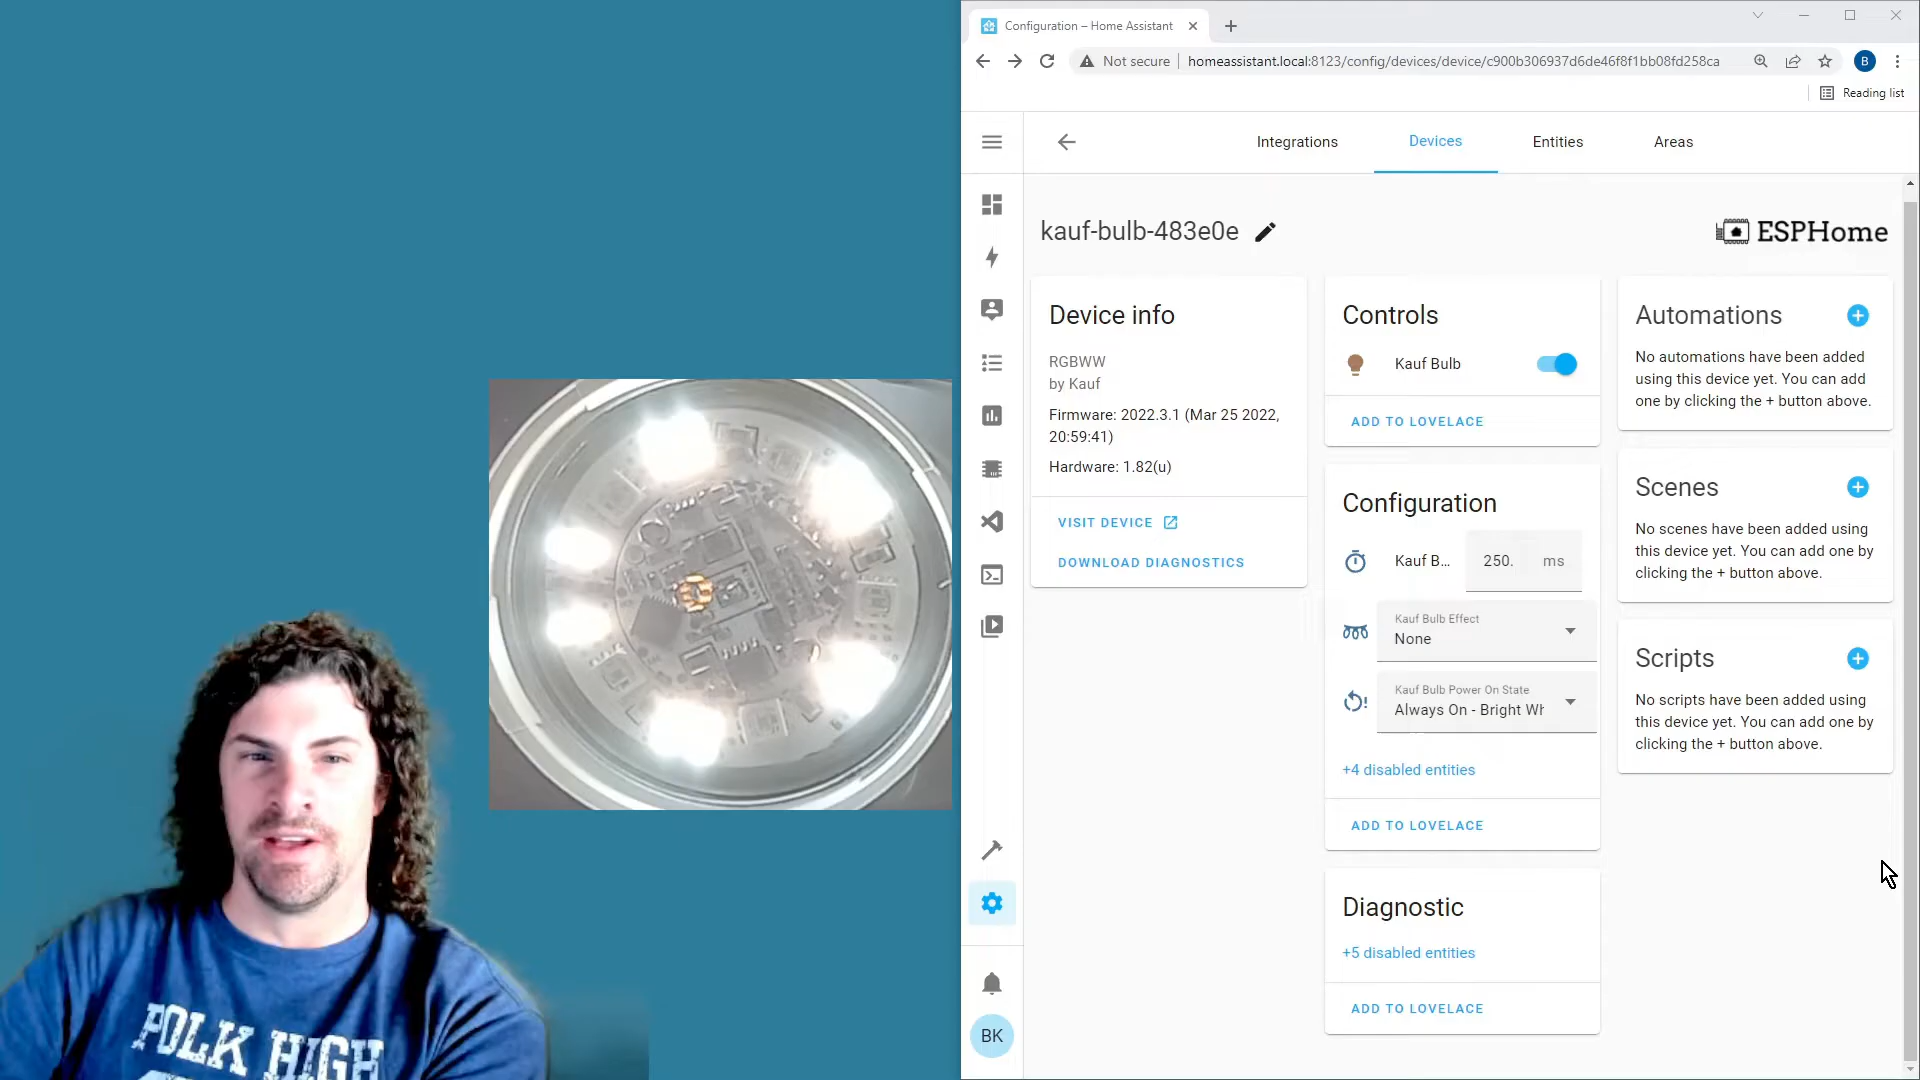 Configuration – Home Assistant
Not secure
homeassistant.local:8123/config/devices/device/c900b306937d6de46f8f1bb08fd258ca
B
Reading list
Integrations
Devices
Entities
Areas
kauf-bulb-483e0e
ESPHome
Device info
RGBWW
by Kauf
Firmware: 2022.3.1 (Mar 25 2022,
20:59:41)
Hardware: 1.82(u)
VISIT DEVICE
DOWNLOAD DIAGNOSTICS
Controls
Kauf Bulb
ADD TO LOVELACE
Configuration
Kauf B...
250.
ms
Kauf Bulb Effect
None
Kauf Bulb Power On State
Always On - Bright Wh
+4 disabled entities
ADD TO LOVELACE
Diagnostic
+5 disabled entities
ADD TO LOVELACE
Automations
No automations have been added
using this device yet. You can add
one by clicking the + button above.
Scenes
No scenes have been added using
this device yet. You can add one by
clicking the + button above.
Scripts
No scripts have been added using
this device yet. You can add one by
clicking the + button above.
BK
POLK HIGH